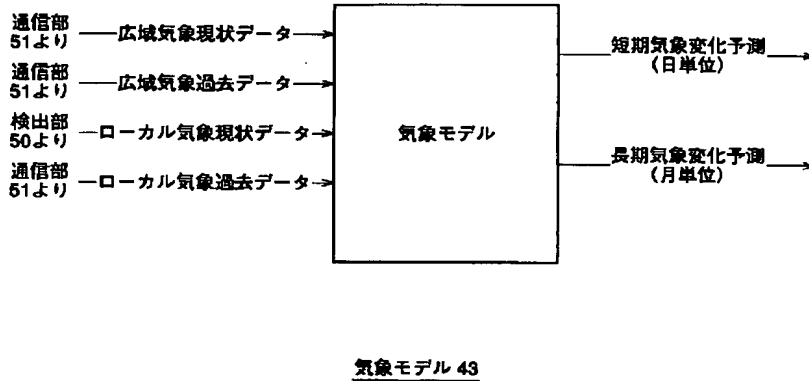 通信部
51より
広域気象現状データ
通信部
51より
広域気象過去データ
検出部
50より
ローカル気象現状データ
通信部
51より
ローカル気象過去データ
気象モデル
短期気象変化予測
(日単位)
長期気象変化予測
(月単位)
気象モデル 43